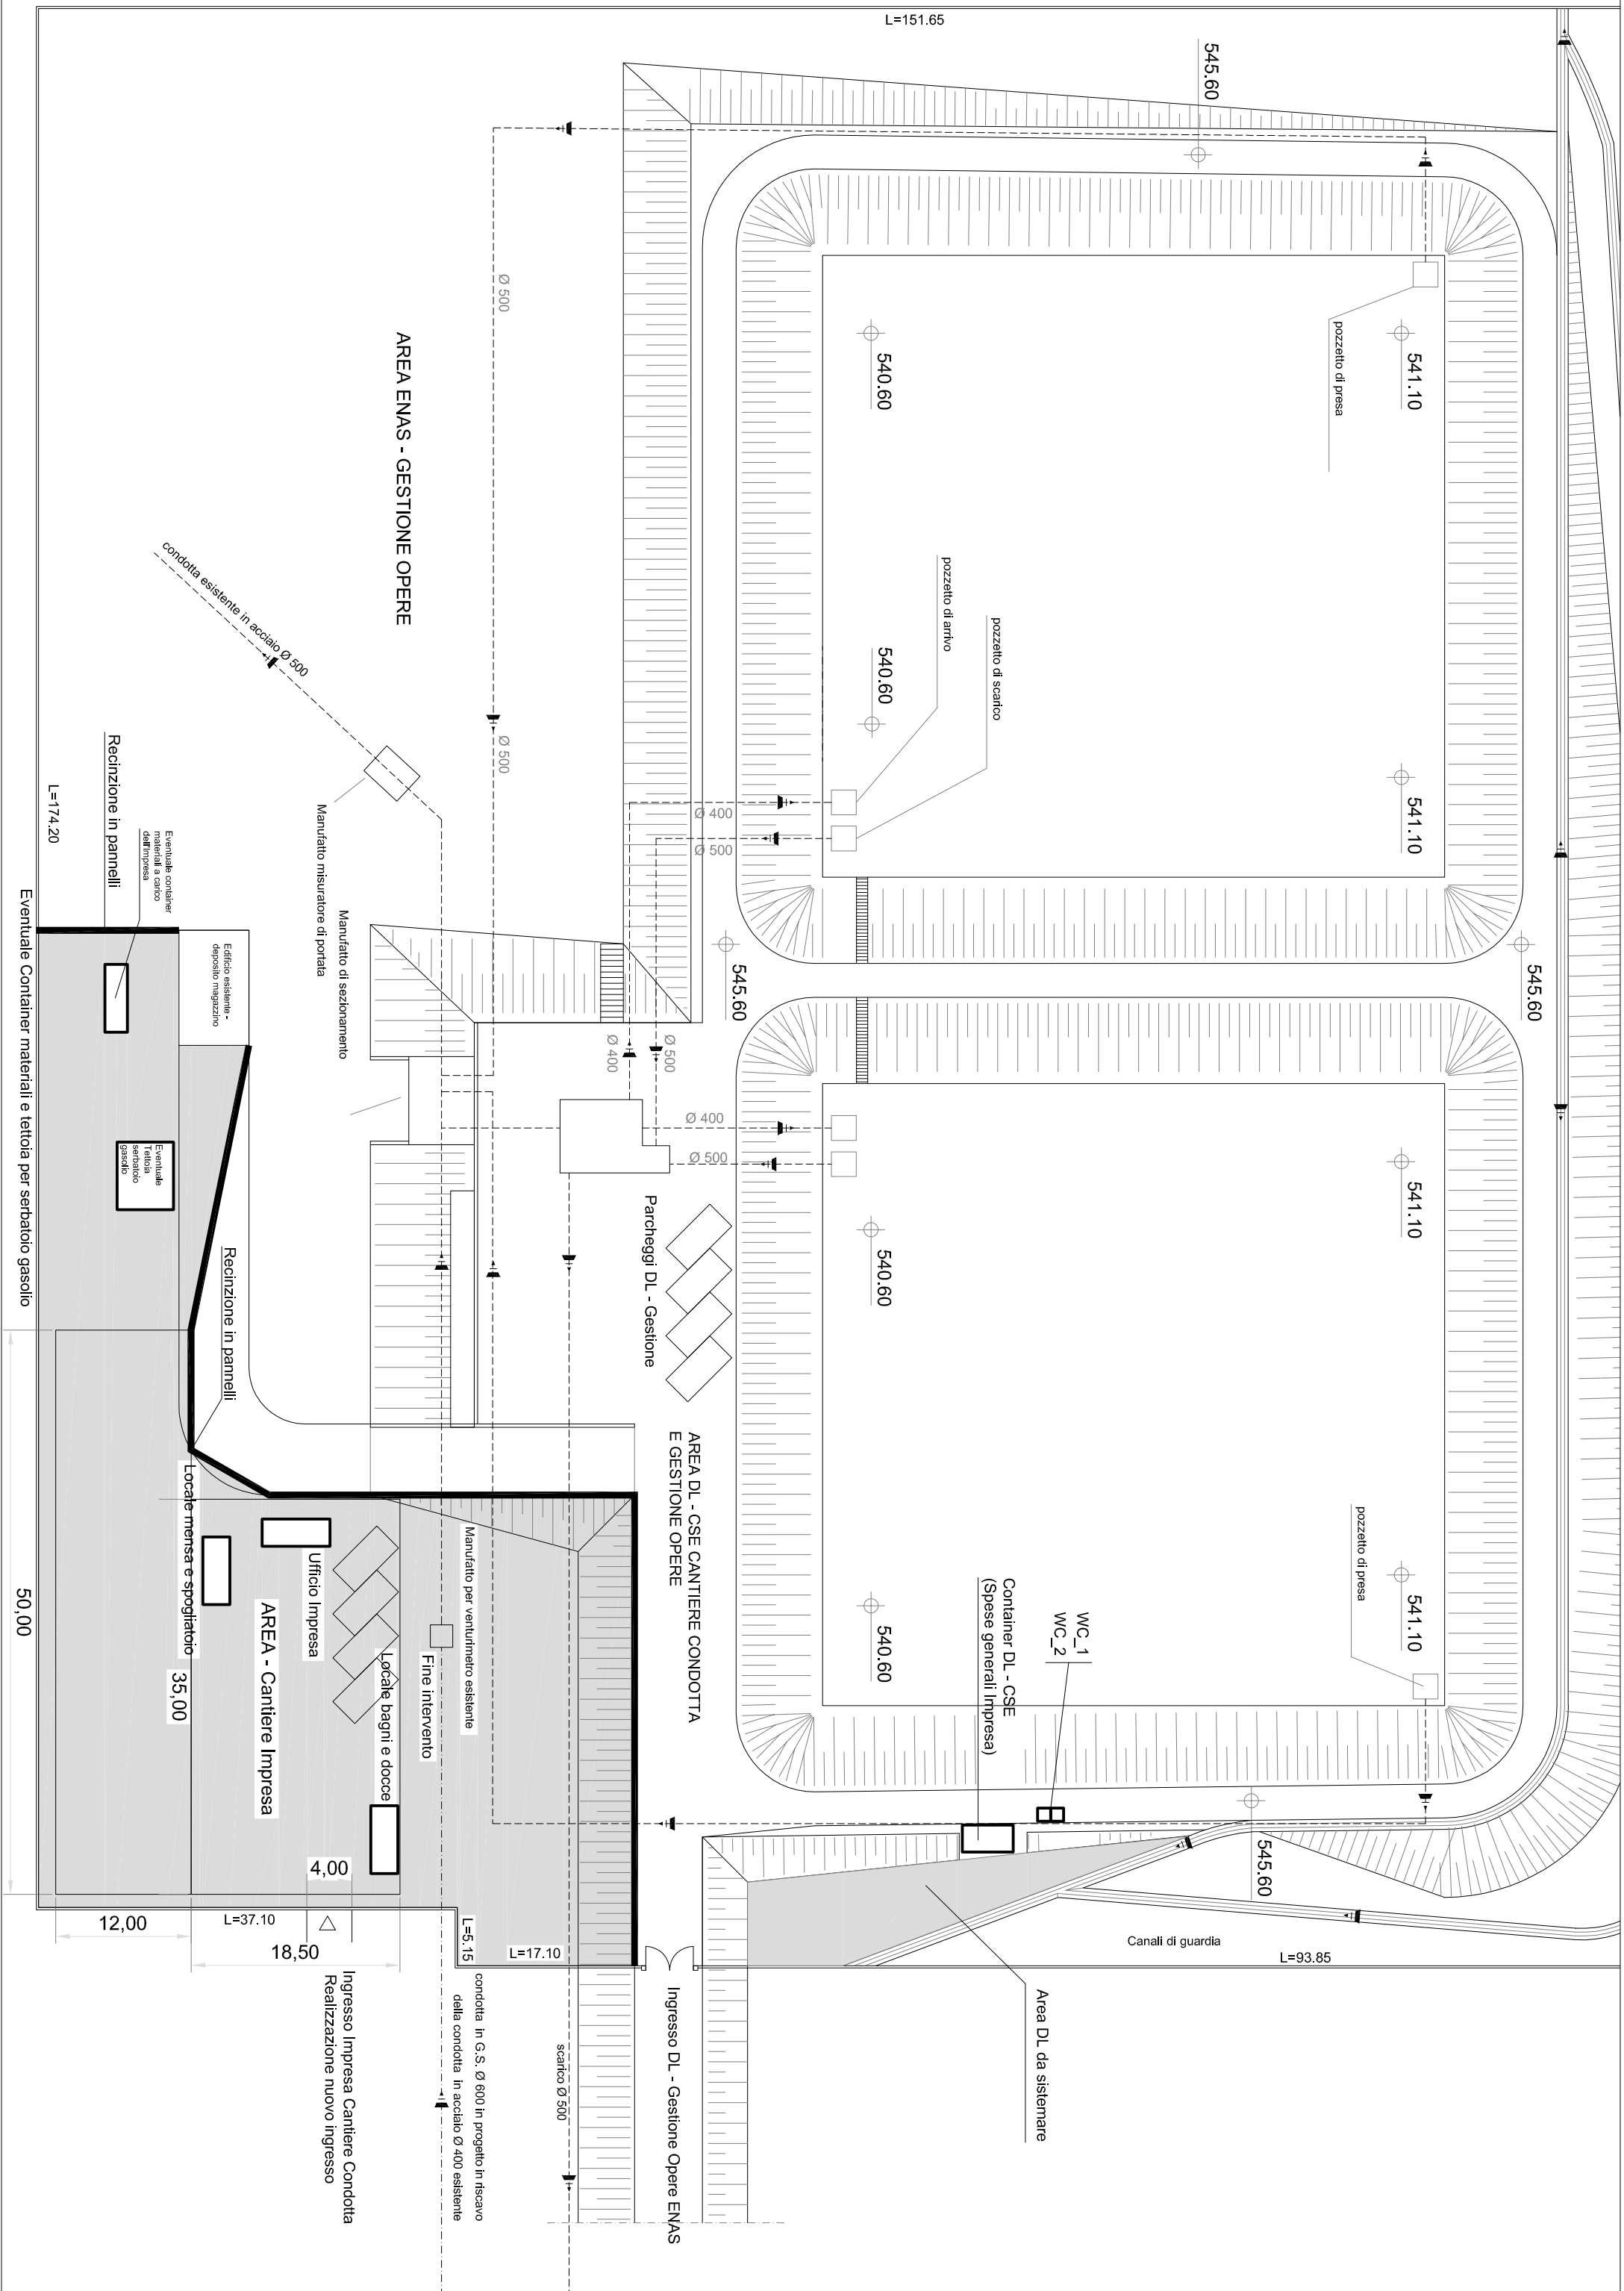 L=151.65
545.60
Ø 500
AREA ENAS - GESTIONE OPERE
540.60
541.10
pozzetto di presa
condotta esistente in acciaio Ø 500
pozzetto di arrivo
pozzetto di scarico
540.60
541.10
Ø 500
Ø 400
Ø 500
L=174.20
Recinzione in pannelli
Eventuale container
materiali a carico
dell'impresa
Manufatto misuratore di portata
Manufatto di sezionamento
Edificio esistente -
deposito magazzino
545.60
545.60
Ø 400
Ø 500
Ø 400
Ø 500
Eventuale Container materiali e tettoia per serbatoio gasolio
Eventuale
Tettoia
serbatoio
gasolio
Recinzione in pannelli
Parcheggi DL - Gestione
540.60
541.10
AREA DL - CSE CANTIERE CONDOTTA
E GESTIONE OPERE
Locale mensa e spogliatoio
Ufficio Impresa
Manufatto per venturimetro esistente
Fine intervento
Locale bagni e docce
AREA - Cantiere Impresa
50,00
35,00
4,00
12,00
18,50
L=37.10
L=5.15
L=17.10
540.60
541.10
pozzetto di presa
Container DL - CSE
(Spese generali Impresa)
WC_1
WC_2
545.60
Canali di guardia
L=93.85
Area DL da sistemare
Ingresso DL - Gestione Opere ENAS
Ingresso Impresa Cantiere Condotta
Realizzazione nuovo ingresso
condotta in G.S. Ø 600 in progetto in riscavo
della condotta in acciaio Ø 400 esistente
scarico Ø 500